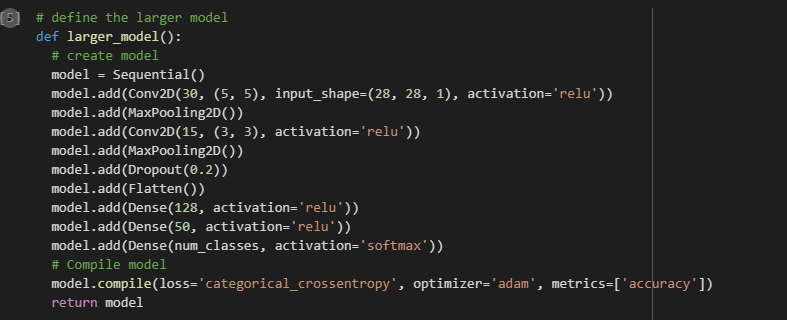 [5] # define the larger model
def larger_model():
  # create model
  model = Sequential()
  model.add(Conv2D(30, (5, 5), input_shape=(28, 28, 1), activation='relu'))
  model.add(MaxPooling2D())
  model.add(Conv2D(15, (3, 3), activation='relu'))
  model.add(MaxPooling2D())
  model.add(Dropout(0.2))
  model.add(Flatten())
  model.add(Dense(128, activation='relu'))
  model.add(Dense(50, activation='relu'))
  model.add(Dense(num_classes, activation='softmax'))
  # Compile model
  model.compile(loss='categorical_crossentropy', optimizer='adam', metrics=['accuracy'])
  return model